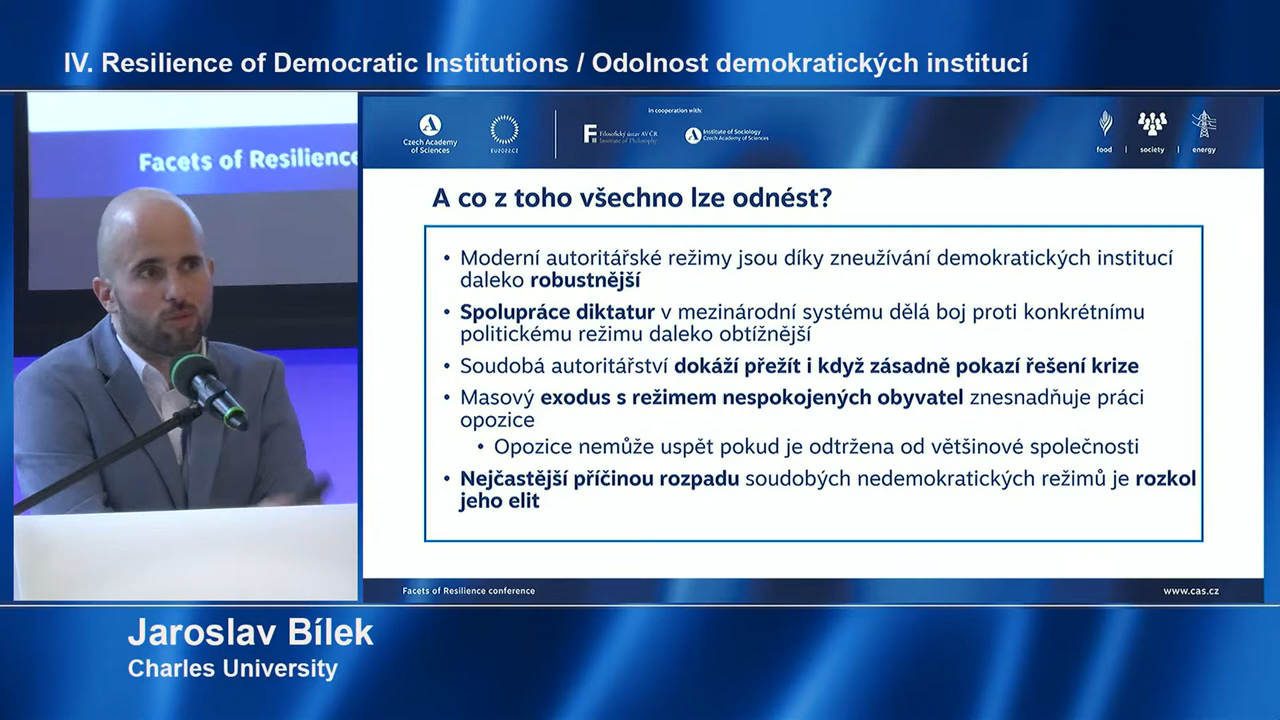 IV. Resilience of Democratic Institutions / Odolnost demokratických institucí
Facets of Resilience
In cooperation with:
Czech Academy
of Sciences
EU2022.CZ
Filosofický ústav AV ČR
Institute of Philosophy
Institute of Sociology
Czech Academy of Sciences
food | society | energy
A co z toho všechno lze odnést?
• Moderní autoritářské režimy jsou díky zneužívání demokratických institucí
daleko robustnější
• Spolupráce diktatur v mezinárodní systému dělá boj proti konkrétnímu
politickému režimu daleko obtížnější
• Soudobá autoritářství dokáží přežít i když zásadně pokazí řešení krize
• Masový exodus s režimem nespokojených obyvatel znesnadňuje práci
opozice
• Opozice nemůže uspět pokud je odtržena od většinové společnosti
• Nejčastější příčinou rozpadu soudobých nedemokratických režimů je rozkol
jeho elit
Facets of Resilience conference
www.cas.cz
Jaroslav Bílek
Charles University